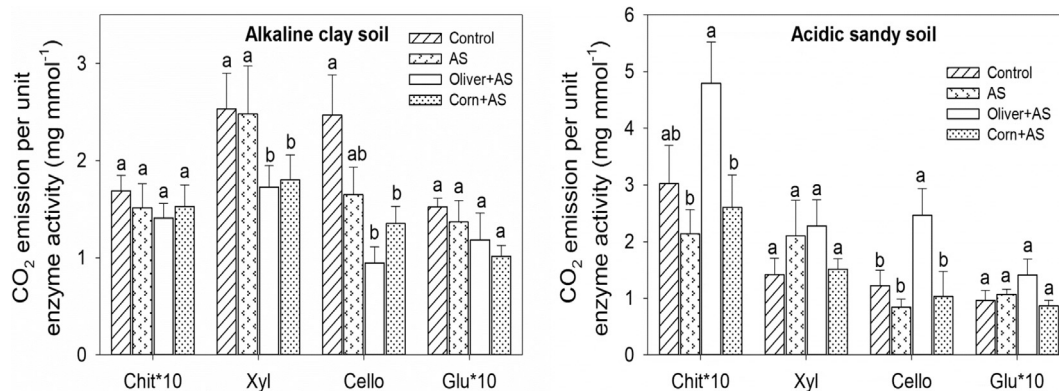 CO₂ emission per unit
enzyme activity (mg mmol⁻¹)
Alkaline clay soil
Control
AS
Oliver+AS
Corn+AS
3
2
1
0
a a a a
a a b b
a ab b b
a a a a
Chit*10 Xyl Cello Glu*10
CO₂ emission per unit
enzyme activity (mg mmol⁻¹)
Acidic sandy soil
Control
AS
Oliver+AS
Corn+AS
6
5
4
3
2
1
0
ab b a b
a a a a
b b a b
a a a a
Chit*10 Xyl Cello Glu*10